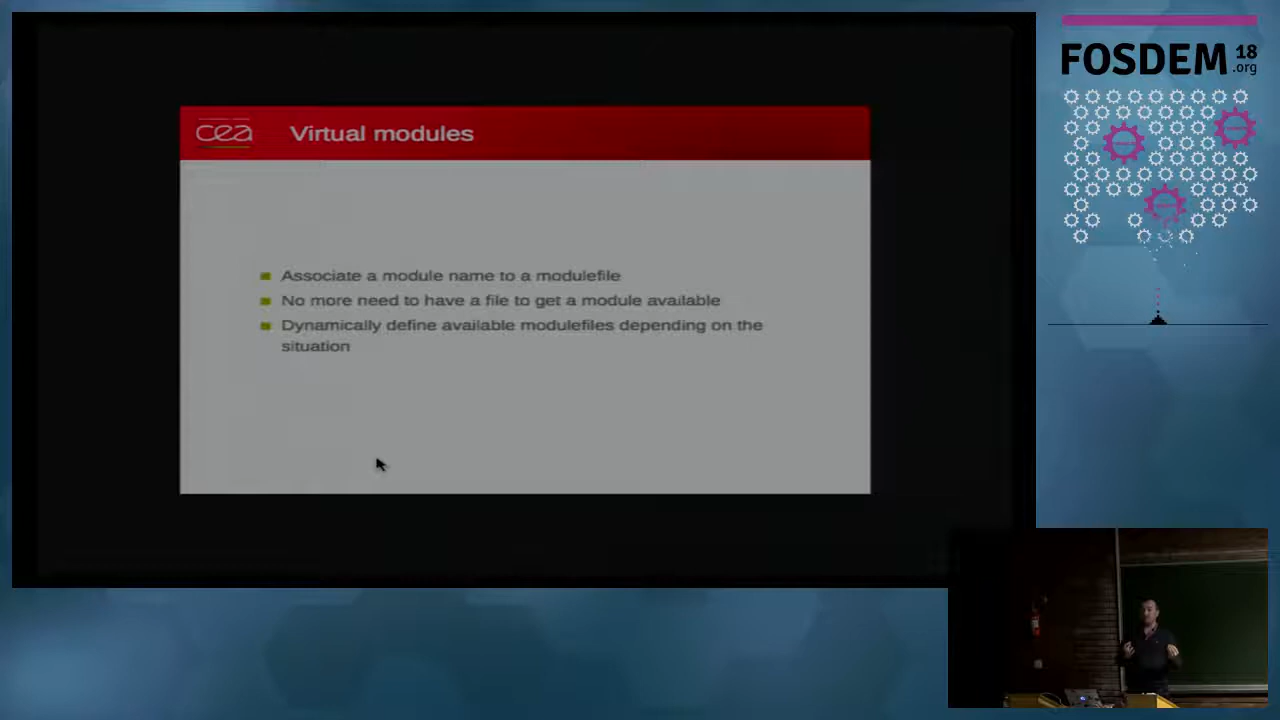 cea
Virtual modules
Associate a module name to a modulefile
No more need to have a file to get a module available
Dynamically define available modulefiles depending on the
situation
FOSDEM 18
.org